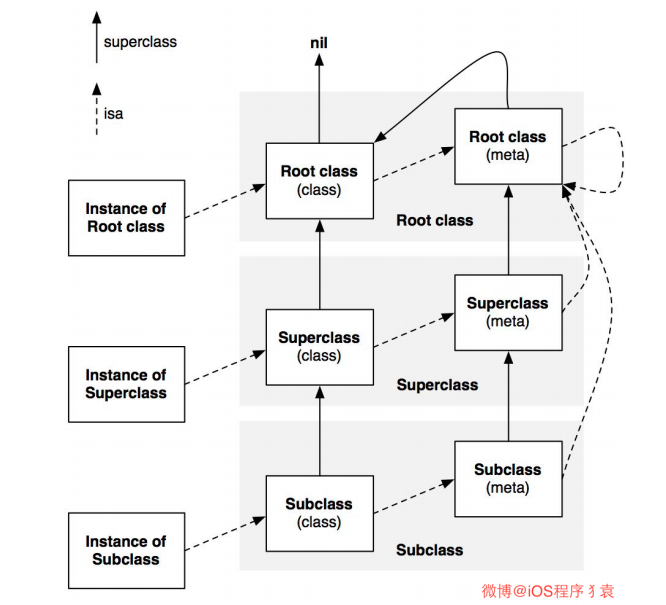 superclass
isa
nil
Root class
(meta)
Root class
(class)
Instance of
Root class
Root class
Superclass
(meta)
Superclass
(class)
Instance of
Superclass
Superclass
Subclass
(meta)
Subclass
(class)
Instance of
Subclass
Subclass
微博@iOS程序犭袁